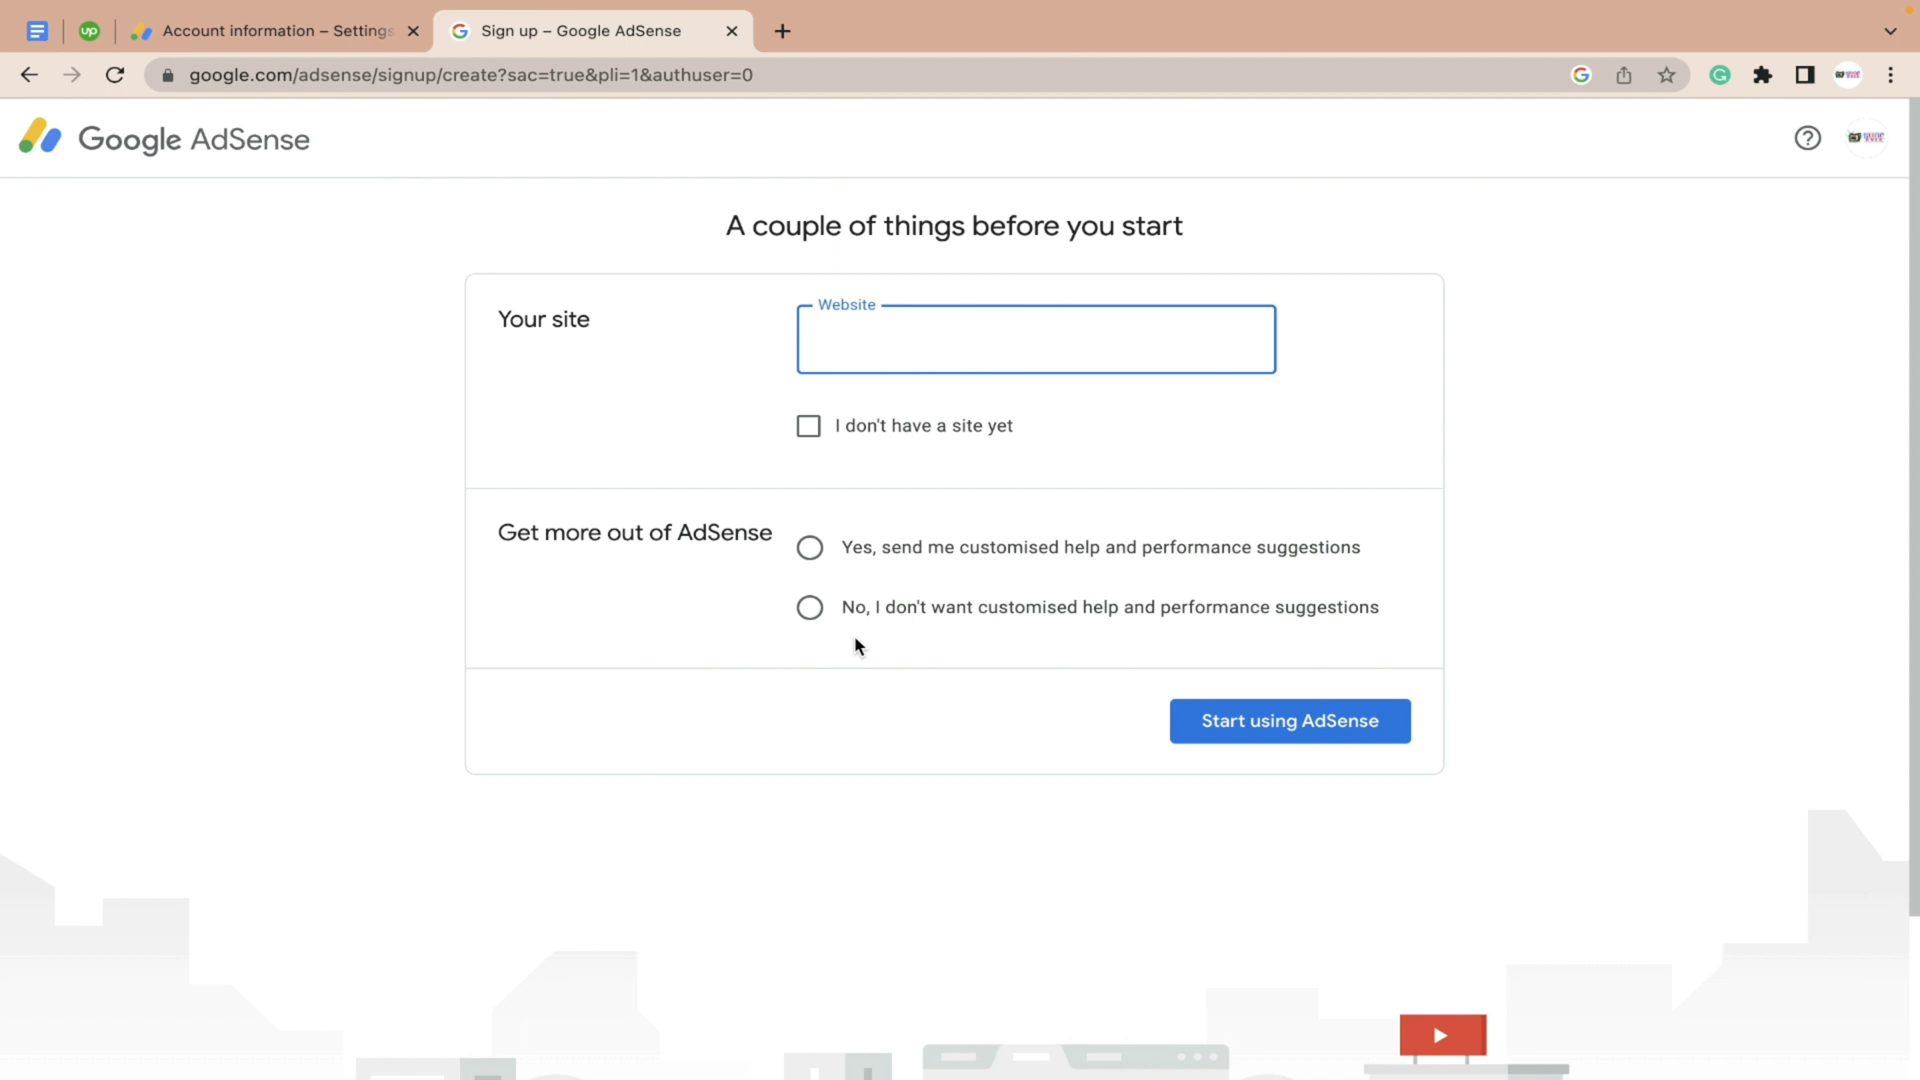 Account information – Settings
Sign up – Google AdSense
google.com/adsense/signup/create?sac=true&pli=1&authuser=0
Google AdSense
A couple of things before you start
Your site
Website
I don't have a site yet
Get more out of AdSense
Yes, send me customised help and performance suggestions
No, I don't want customised help and performance suggestions
Start using AdSense